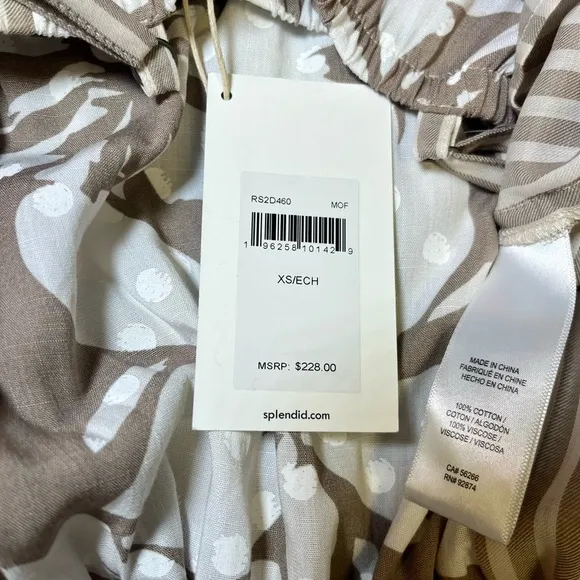 RS2D460 MOF
1 96258 10142 9
XS/ECH
MSRP: $228.00
splendid.com
MADE IN CHINA
FABRIQUÉ EN CHINE
HECHO EN CHINA
100% COTTON /
COTON / ALGODÓN
100% VISCOSE /
VISCOSE / VISCOSA
CA# 56266
RN# 92874